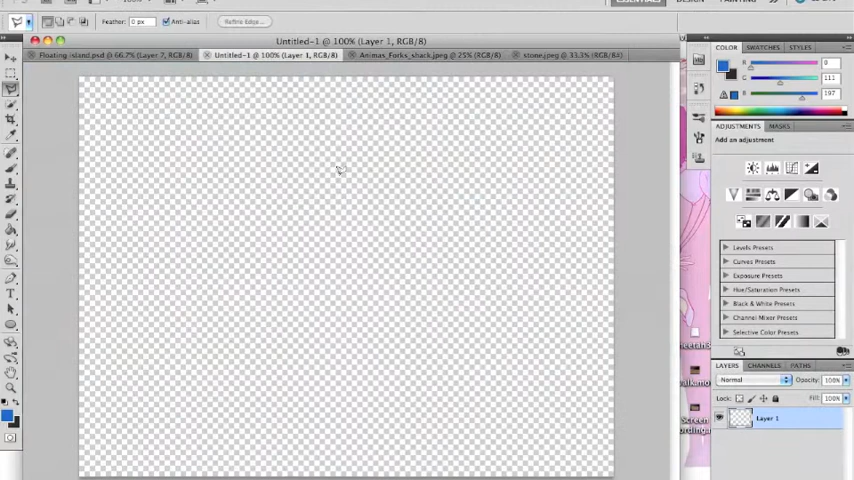 ESSENTIALS DESIGN PAINTING
Feather: 0 px Anti-alias Refine Edge...
Untitled-1 @ 100% (Layer 1, RGB/8)
Floating island.psd @ 66.7% (Layer 7, RGB/8) Untitled-1 @ 100% (Layer 1, RGB/8) Animas_Forks_shack.jpeg @ 25% (RGB/8) stone.jpeg @ 33.3% (RGB/8#)
COLOR SWATCHES STYLES
R 0
G 111
B 197
ADJUSTMENTS MASKS
Add an adjustment
Levels Presets
Curves Presets
Exposure Presets
Hue/Saturation Presets
Black & White Presets
Channel Mixer Presets
Selective Color Presets
LAYERS CHANNELS PATHS
Normal Opacity: 100%
Lock: Fill: 100%
Layer 1
Screen